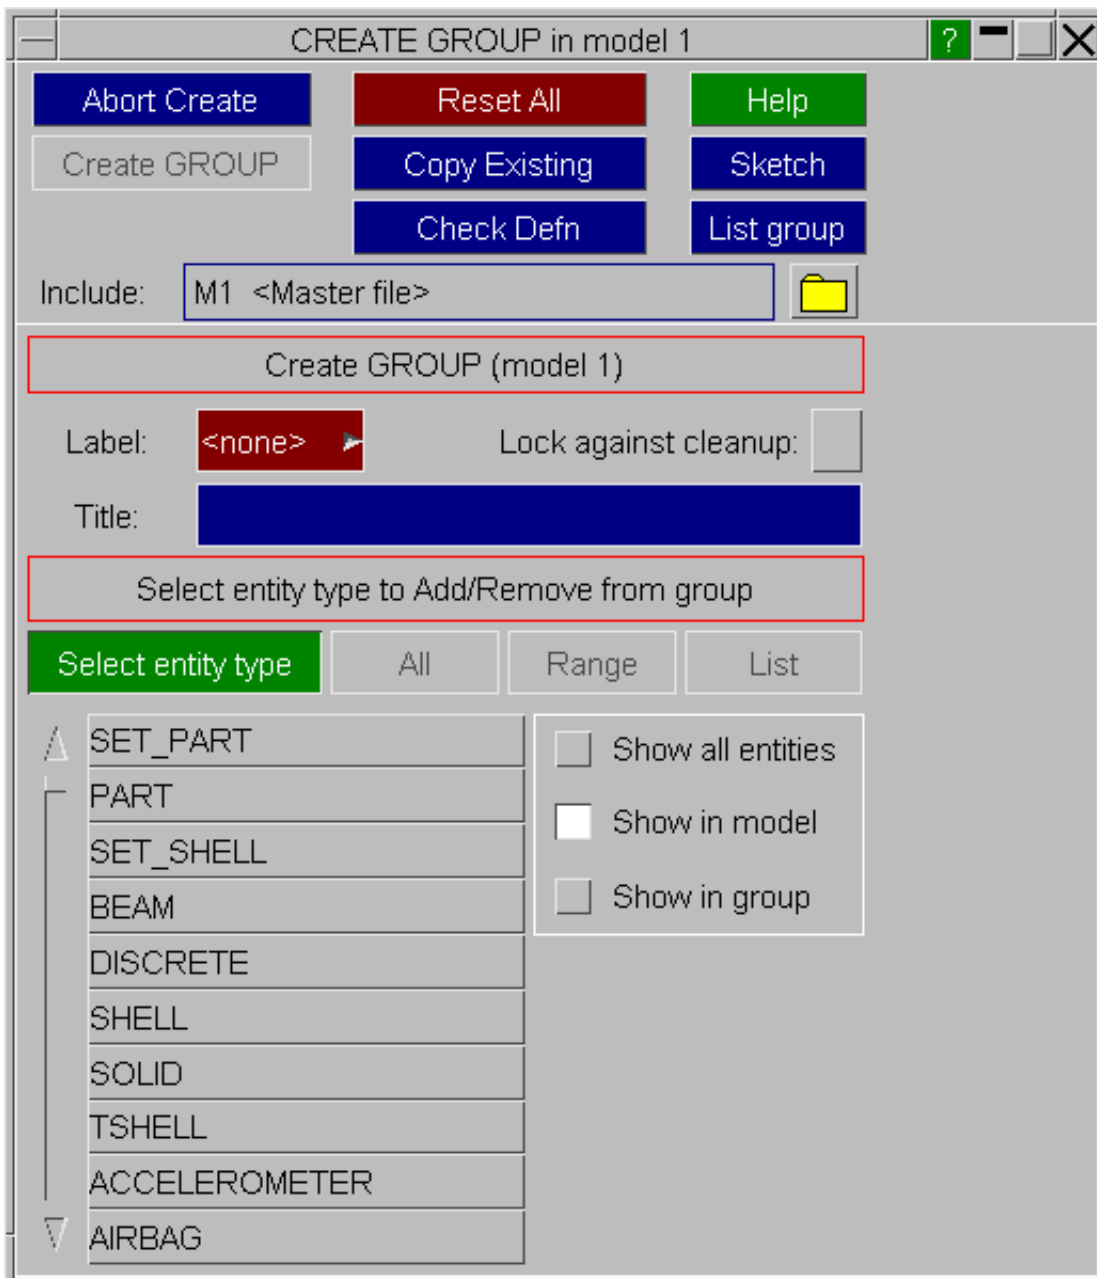 CREATE GROUP in model 1 ?
Abort Create Reset All Help
Create GROUP Copy Existing Sketch
Check Defn List group
Include: M1 <Master file>
Create GROUP (model 1)
Label: <none> Lock against cleanup:
Title:
Select entity type to Add/Remove from group
Select entity type All Range List
SET_PART Show all entities
PART
SET_SHELL Show in model
BEAM Show in group
DISCRETE
SHELL
SOLID
TSHELL
ACCELEROMETER
AIRBAG